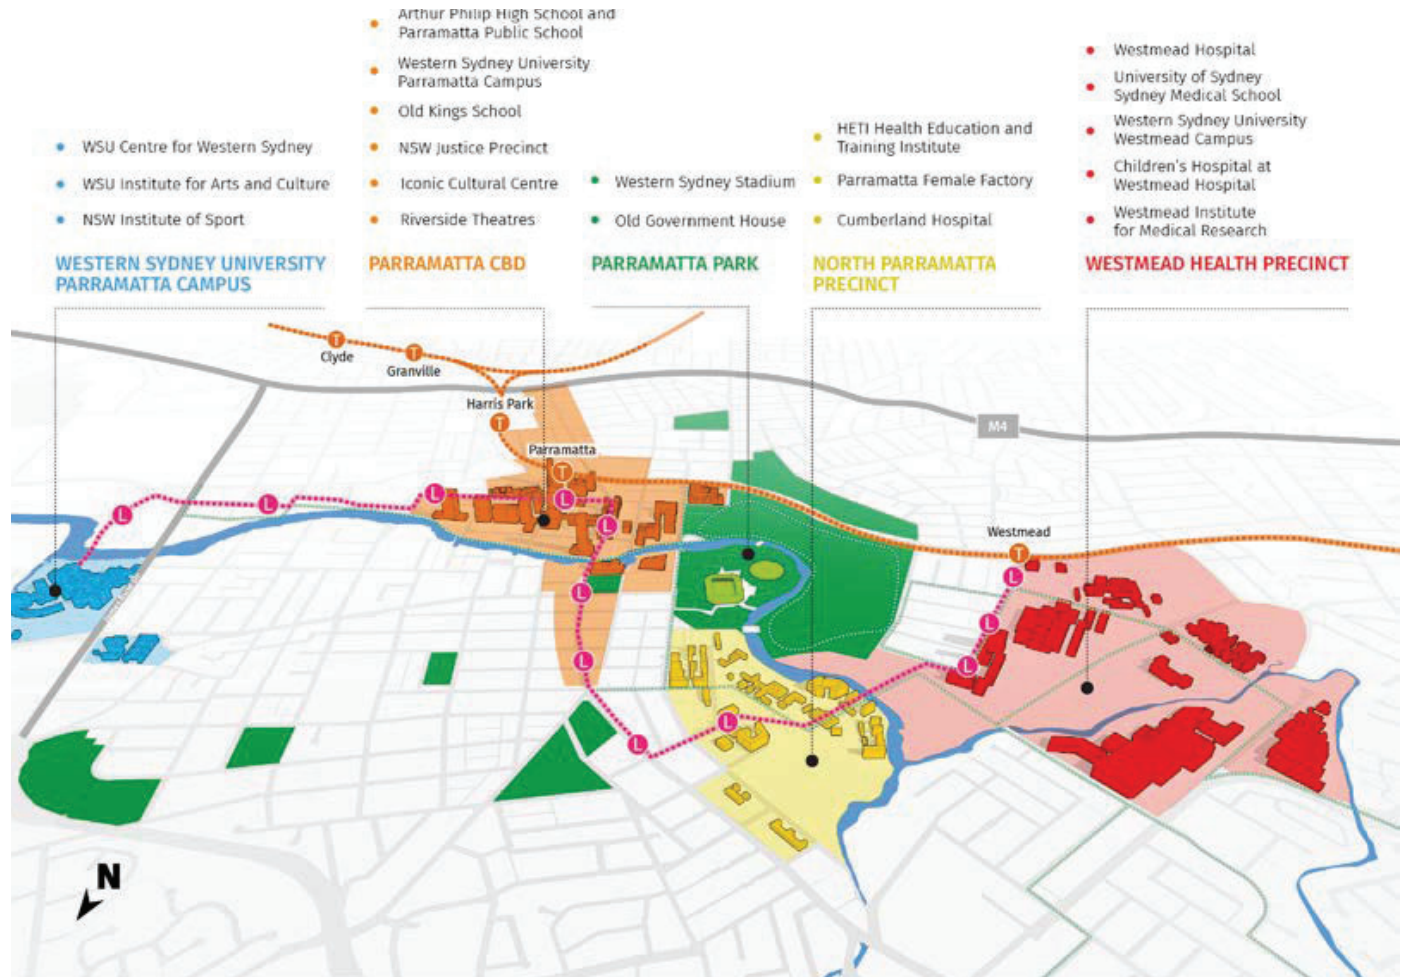 WSU Centre for Western Sydney
WSU Institute for Arts and Culture
NSW Institute of Sport
WESTERN SYDNEY UNIVERSITY
PARRAMATTA CAMPUS
Arthur Philip High School and
Parramatta Public School
Western Sydney University
Parramatta Campus
Old Kings School
NSW Justice Precinct
Iconic Cultural Centre
Riverside Theatres
PARRAMATTA CBD
Western Sydney Stadium
Old Government House
PARRAMATTA PARK
HETI Health Education and
Training Institute
Parramatta Female Factory
Cumberland Hospital
NORTH PARRAMATTA
PRECINCT
Westmead Hospital
University of Sydney
Sydney Medical School
Western Sydney University
Westmead Campus
Children's Hospital at
Westmead Hospital
Westmead Institute
for Medical Research
WESTMEAD HEALTH PRECINCT
T
Clyde
T
Granville
Harris Park
T
M4
Parramatta
T
L
L
L
L
L
Westmead
T
L
L
L
L
L
L
L
N